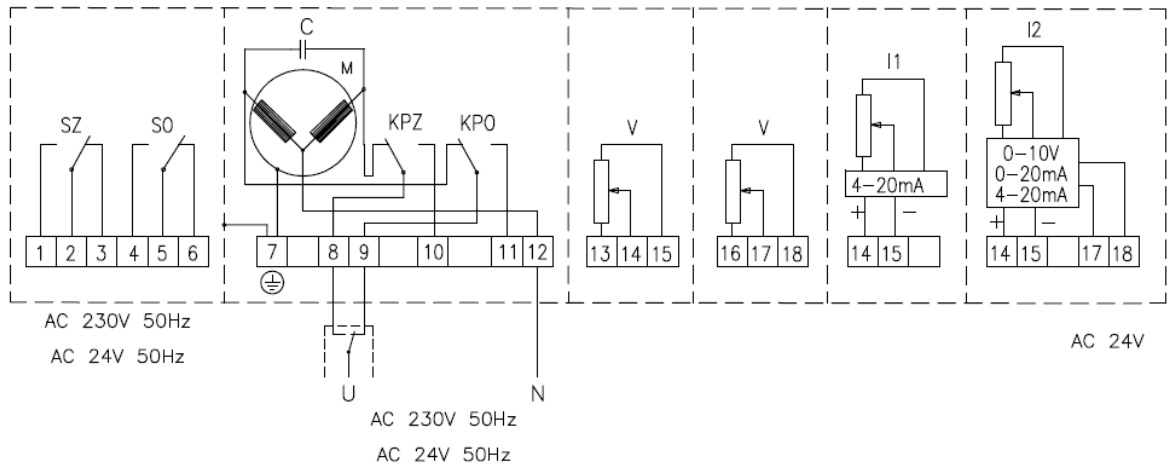 C
I2
M
I1
SZ
SO
KPZ
KPO
V
V
0-10V
0-20mA
4-20mA
4-20mA
+ -
+ -
1 2 3 4 5 6
7 8 9 10 11 12
13 14 15
16 17 18
14 15
14 15 17 18
AC 230V 50Hz
AC 24V 50Hz
AC 24V
U N
AC 230V 50Hz
AC 24V 50Hz